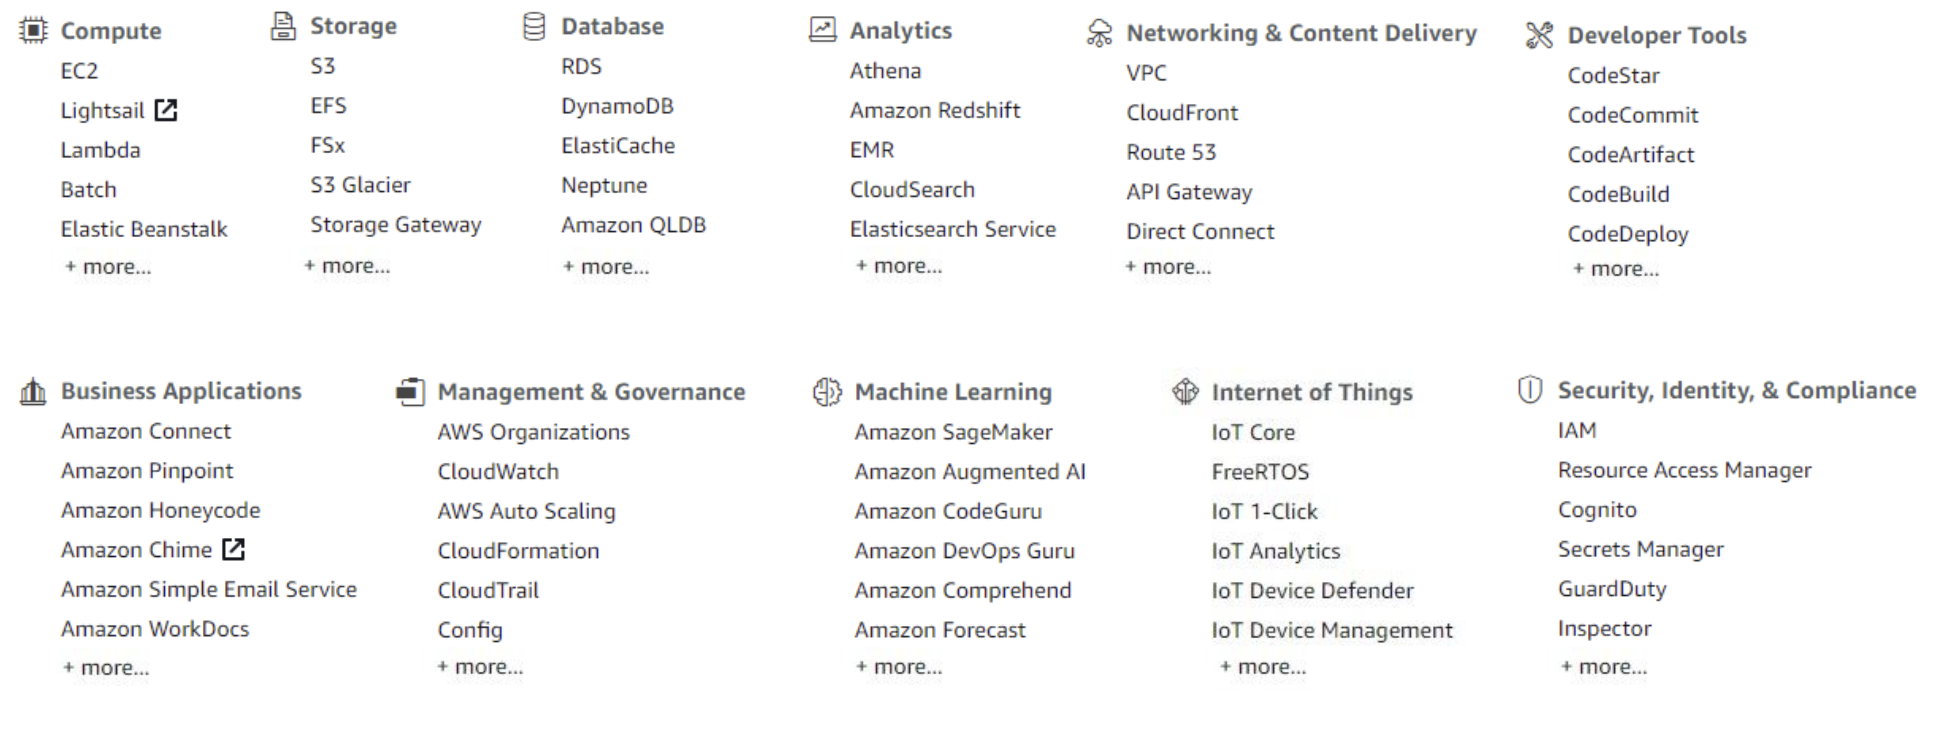 Compute
EC2
Lightsail
Lambda
Batch
Elastic Beanstalk
+ more...
Storage
S3
EFS
FSx
S3 Glacier
Storage Gateway
+ more...
Database
RDS
DynamoDB
ElastiCache
Neptune
Amazon QLDB
+ more...
Analytics
Athena
Amazon Redshift
EMR
CloudSearch
Elasticsearch Service
+ more...
Networking & Content Delivery
VPC
CloudFront
Route 53
API Gateway
Direct Connect
+ more...
Developer Tools
CodeStar
CodeCommit
CodeArtifact
CodeBuild
CodeDeploy
+ more...
Business Applications
Amazon Connect
Amazon Pinpoint
Amazon Honeycode
Amazon Chime
Amazon Simple Email Service
Amazon WorkDocs
+ more...
Management & Governance
AWS Organizations
CloudWatch
AWS Auto Scaling
CloudFormation
CloudTrail
Config
+ more...
Machine Learning
Amazon SageMaker
Amazon Augmented AI
Amazon CodeGuru
Amazon DevOps Guru
Amazon Comprehend
Amazon Forecast
+ more...
Internet of Things
IoT Core
FreeRTOS
IoT 1-Click
IoT Analytics
IoT Device Defender
IoT Device Management
+ more...
Security, Identity, & Compliance
IAM
Resource Access Manager
Cognito
Secrets Manager
GuardDuty
Inspector
+ more...